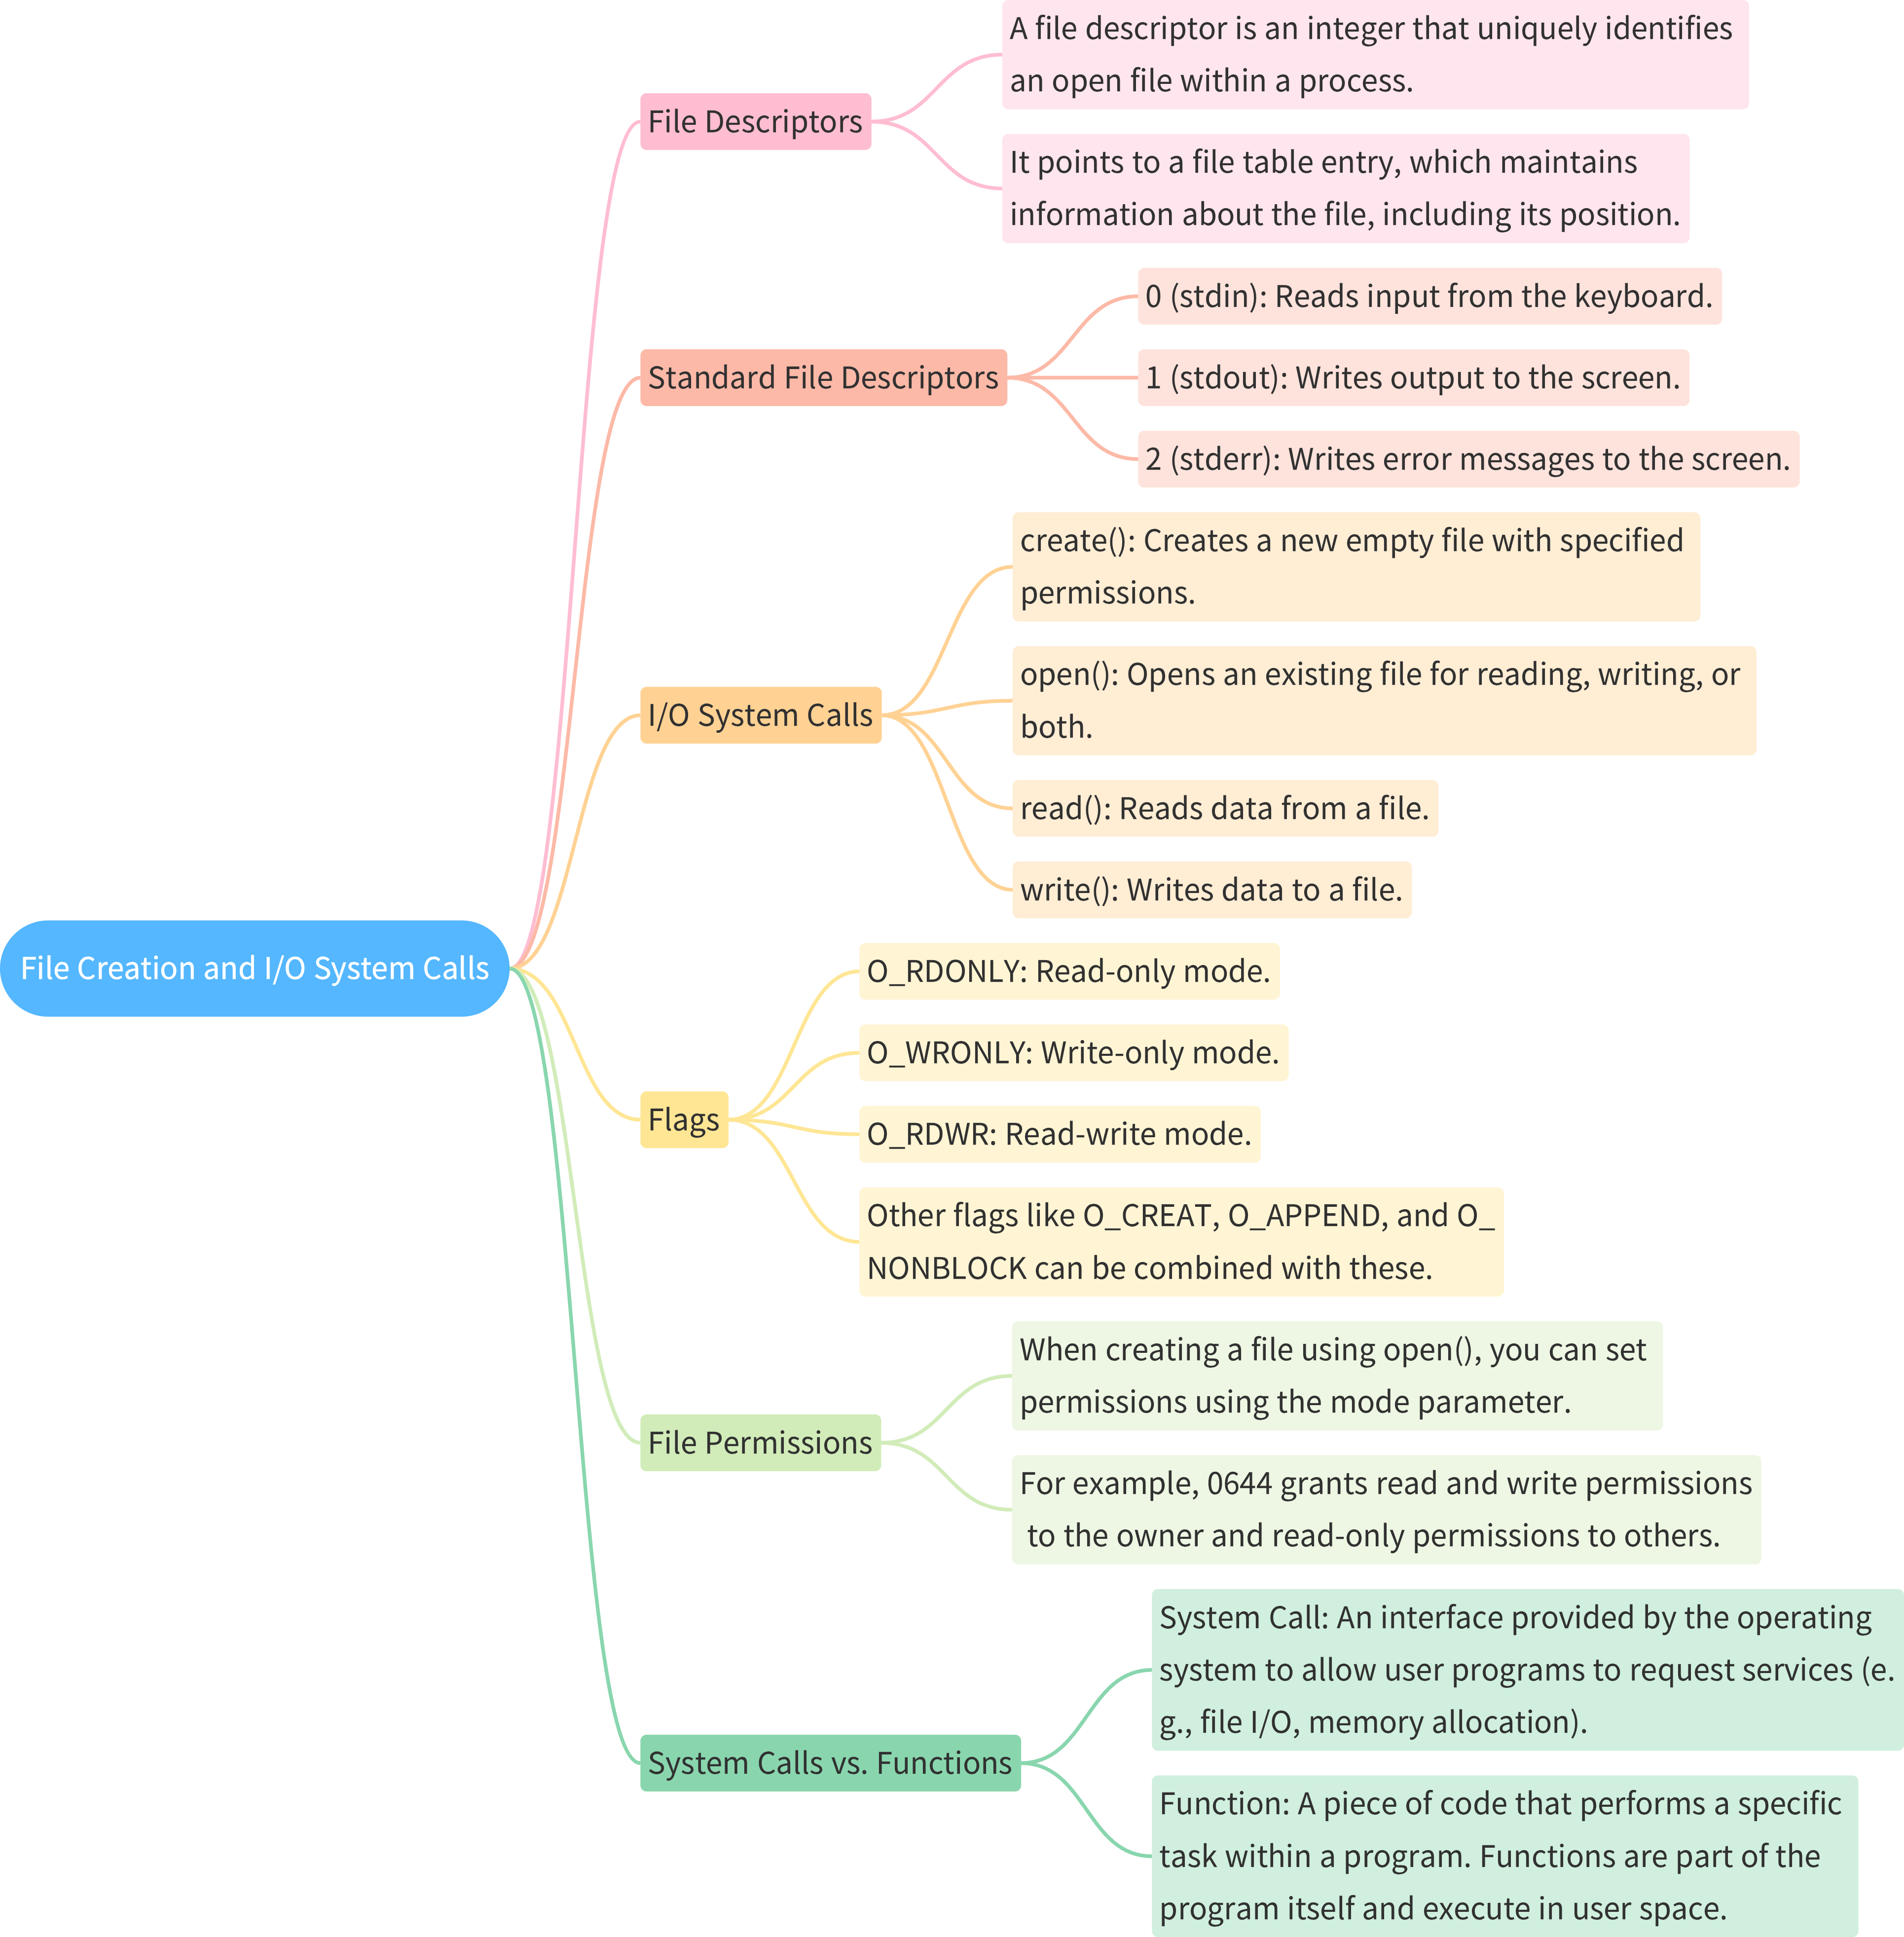 File Creation and I/O System Calls
File Descriptors
A file descriptor is an integer that uniquely identifies
an open file within a process.
It points to a file table entry, which maintains
information about the file, including its position.
Standard File Descriptors
0 (stdin): Reads input from the keyboard.
1 (stdout): Writes output to the screen.
2 (stderr): Writes error messages to the screen.
I/O System Calls
create(): Creates a new empty file with specified
permissions.
open(): Opens an existing file for reading, writing, or
both.
read(): Reads data from a file.
write(): Writes data to a file.
Flags
O_RDONLY: Read-only mode.
O_WRONLY: Write-only mode.
O_RDWR: Read-write mode.
Other flags like O_CREAT, O_APPEND, and O_
NONBLOCK can be combined with these.
File Permissions
When creating a file using open(), you can set
permissions using the mode parameter.
For example, 0644 grants read and write permissions
to the owner and read-only permissions to others.
System Calls vs. Functions
System Call: An interface provided by the operating
system to allow user programs to request services (e.
g., file I/O, memory allocation).
Function: A piece of code that performs a specific
task within a program. Functions are part of the
program itself and execute in user space.